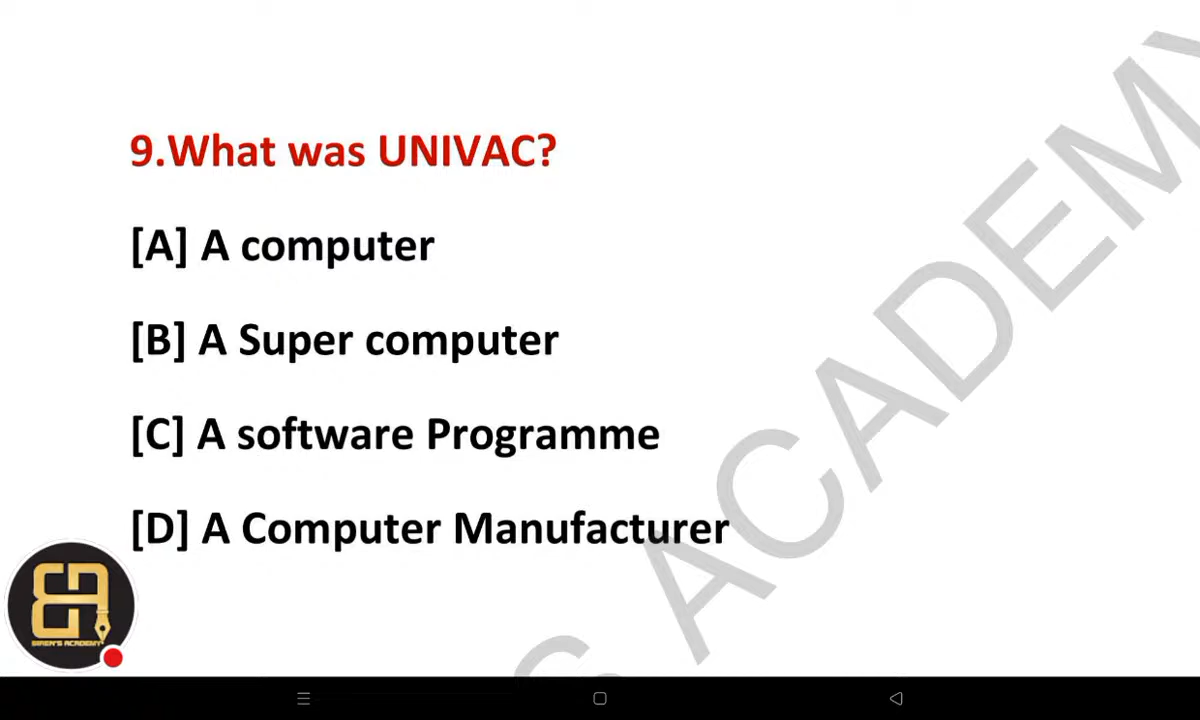 9.What was UNIVAC?
[A] A computer
[B] A Super computer
[C] A software Programme
[D] A Computer Manufacturer
S ACADEMY